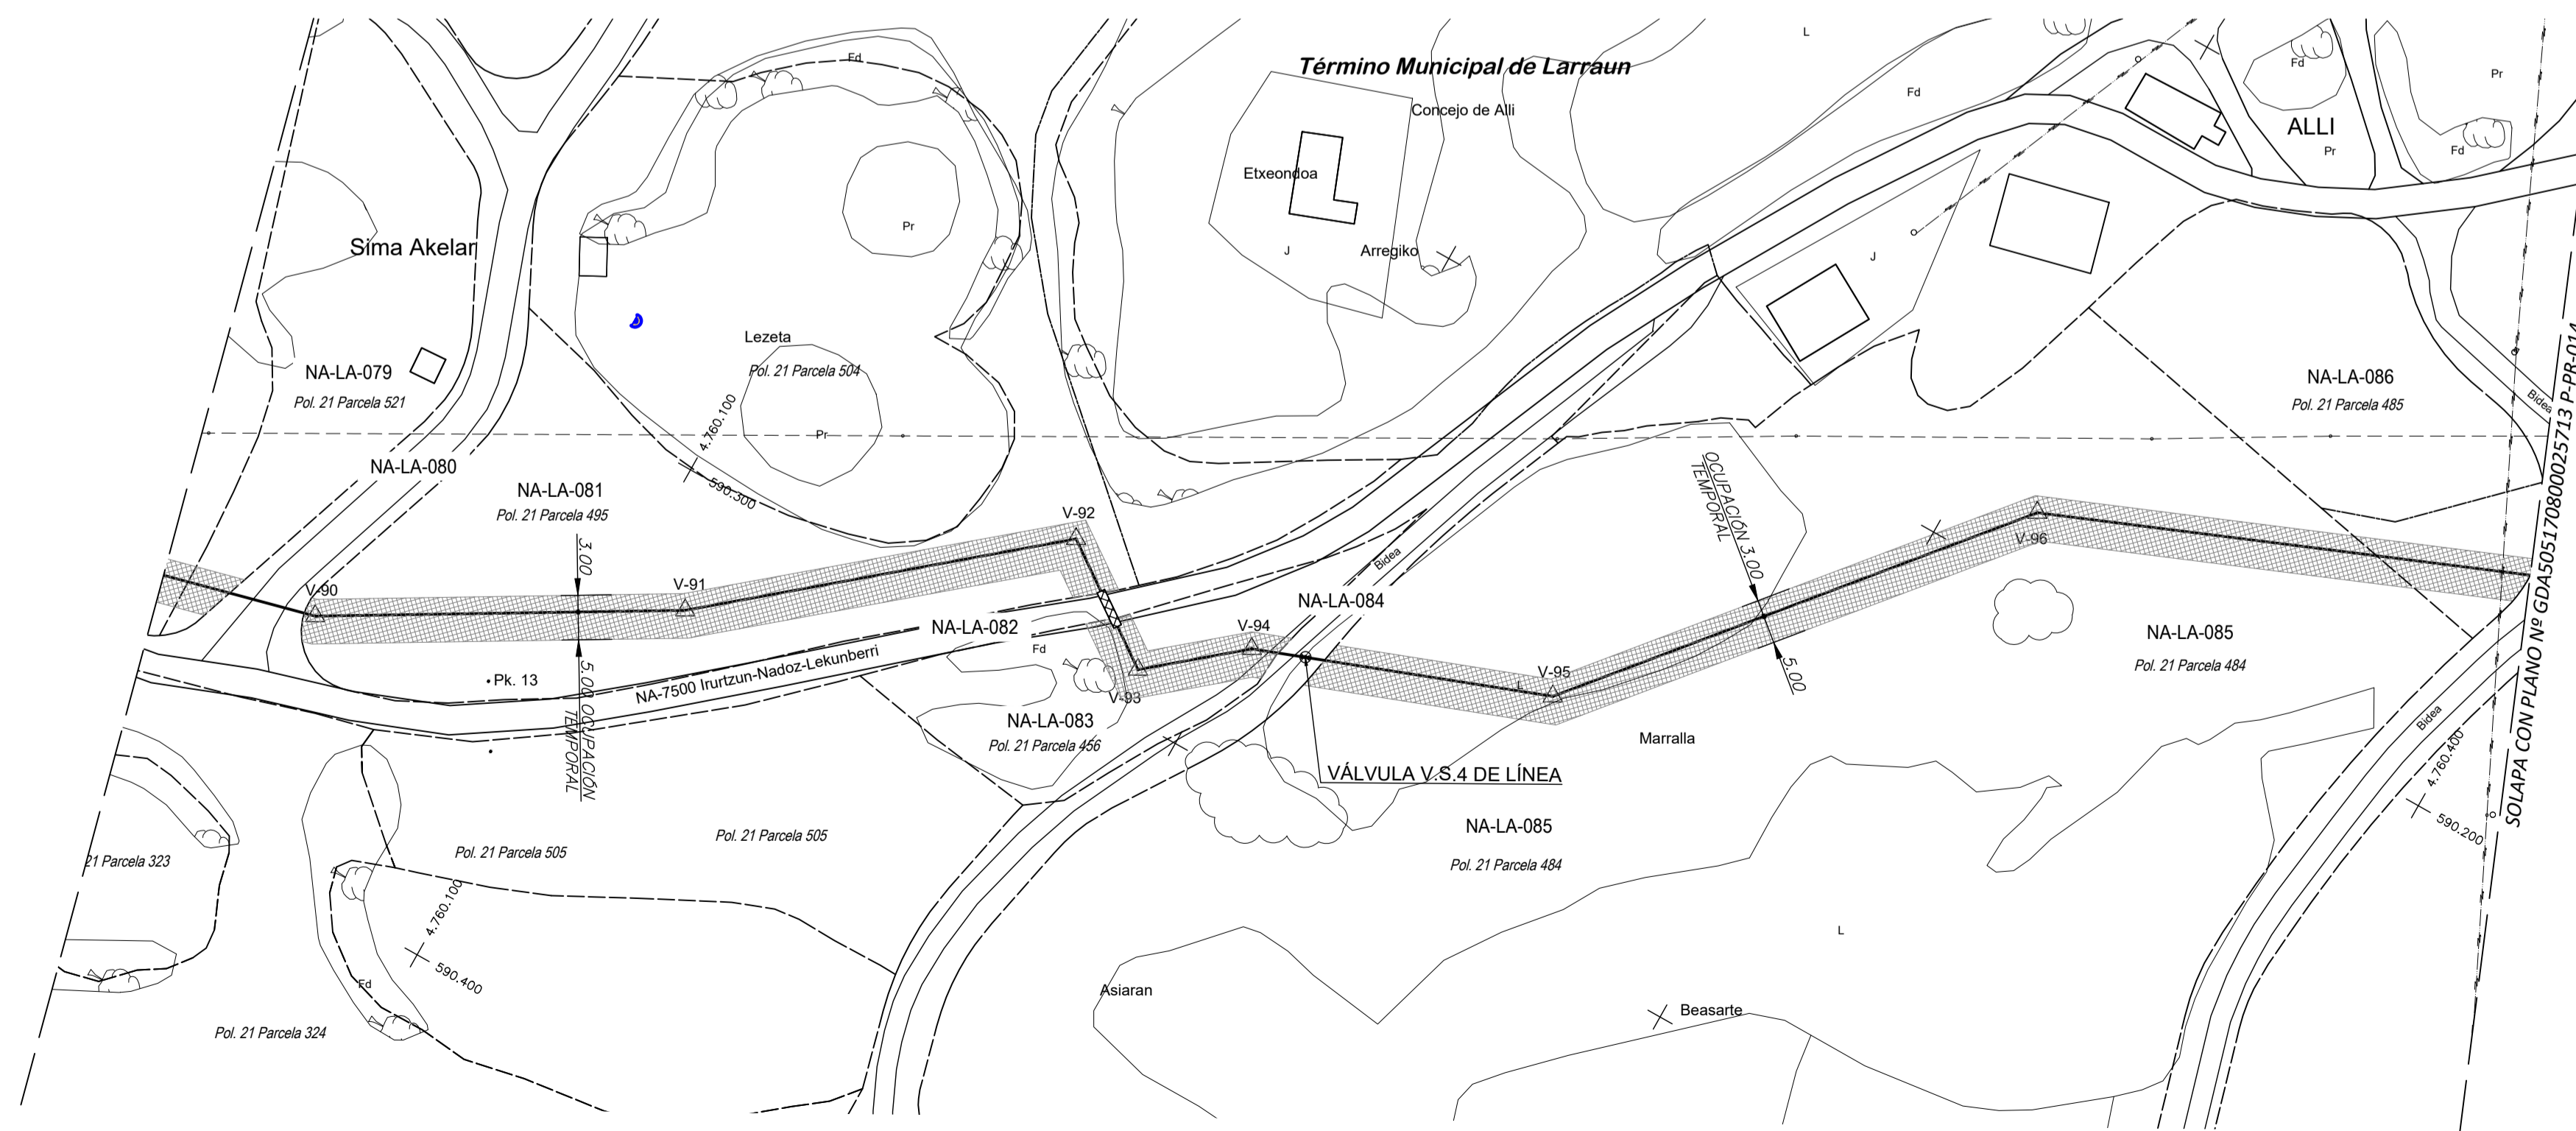 Término Municipal de Larraun
Concejo de Alli
L
Fd
Fd
Fd
Pr
ALLI
Pr
Fd
Etxeondoa
J
Arregiko
J
Pr
Sima Akelar
Lezeta
Pol. 21 Parcela 504
Pr
NA-LA-079
Pol. 21 Parcela 521
NA-LA-086
Pol. 21 Parcela 485
Bidea
4.760.100
590.300
NA-LA-080
NA-LA-081
Pol. 21 Parcela 495
3.00
OCUPACIÓN 3.00
TEMPORAL
V-92
V-96
V-90
V-91
Bidea
NA-LA-084
NA-LA-082
V-94
Fd
NA-LA-085
Pol. 21 Parcela 484
5.00
V-95
L
V-93
Pk. 13
NA-7500 Irurtzun-Nadoz-Lekunberri
5.00 OCUPACIÓN
TEMPORAL
NA-LA-083
Pol. 21 Parcela 456
Marralla
Bidea
VÁLVULA V.S.4 DE LÍNEA
4.760.400
590.200
SOLAPA CON PLANO Nº GDA5051708000025713 P-PR-014
NA-LA-085
Pol. 21 Parcela 484
Pol. 21 Parcela 505
Pol. 21 Parcela 505
21 Parcela 323
4.760.100
590.400
Fd
L
Asiaran
Beasarte
Pol. 21 Parcela 324